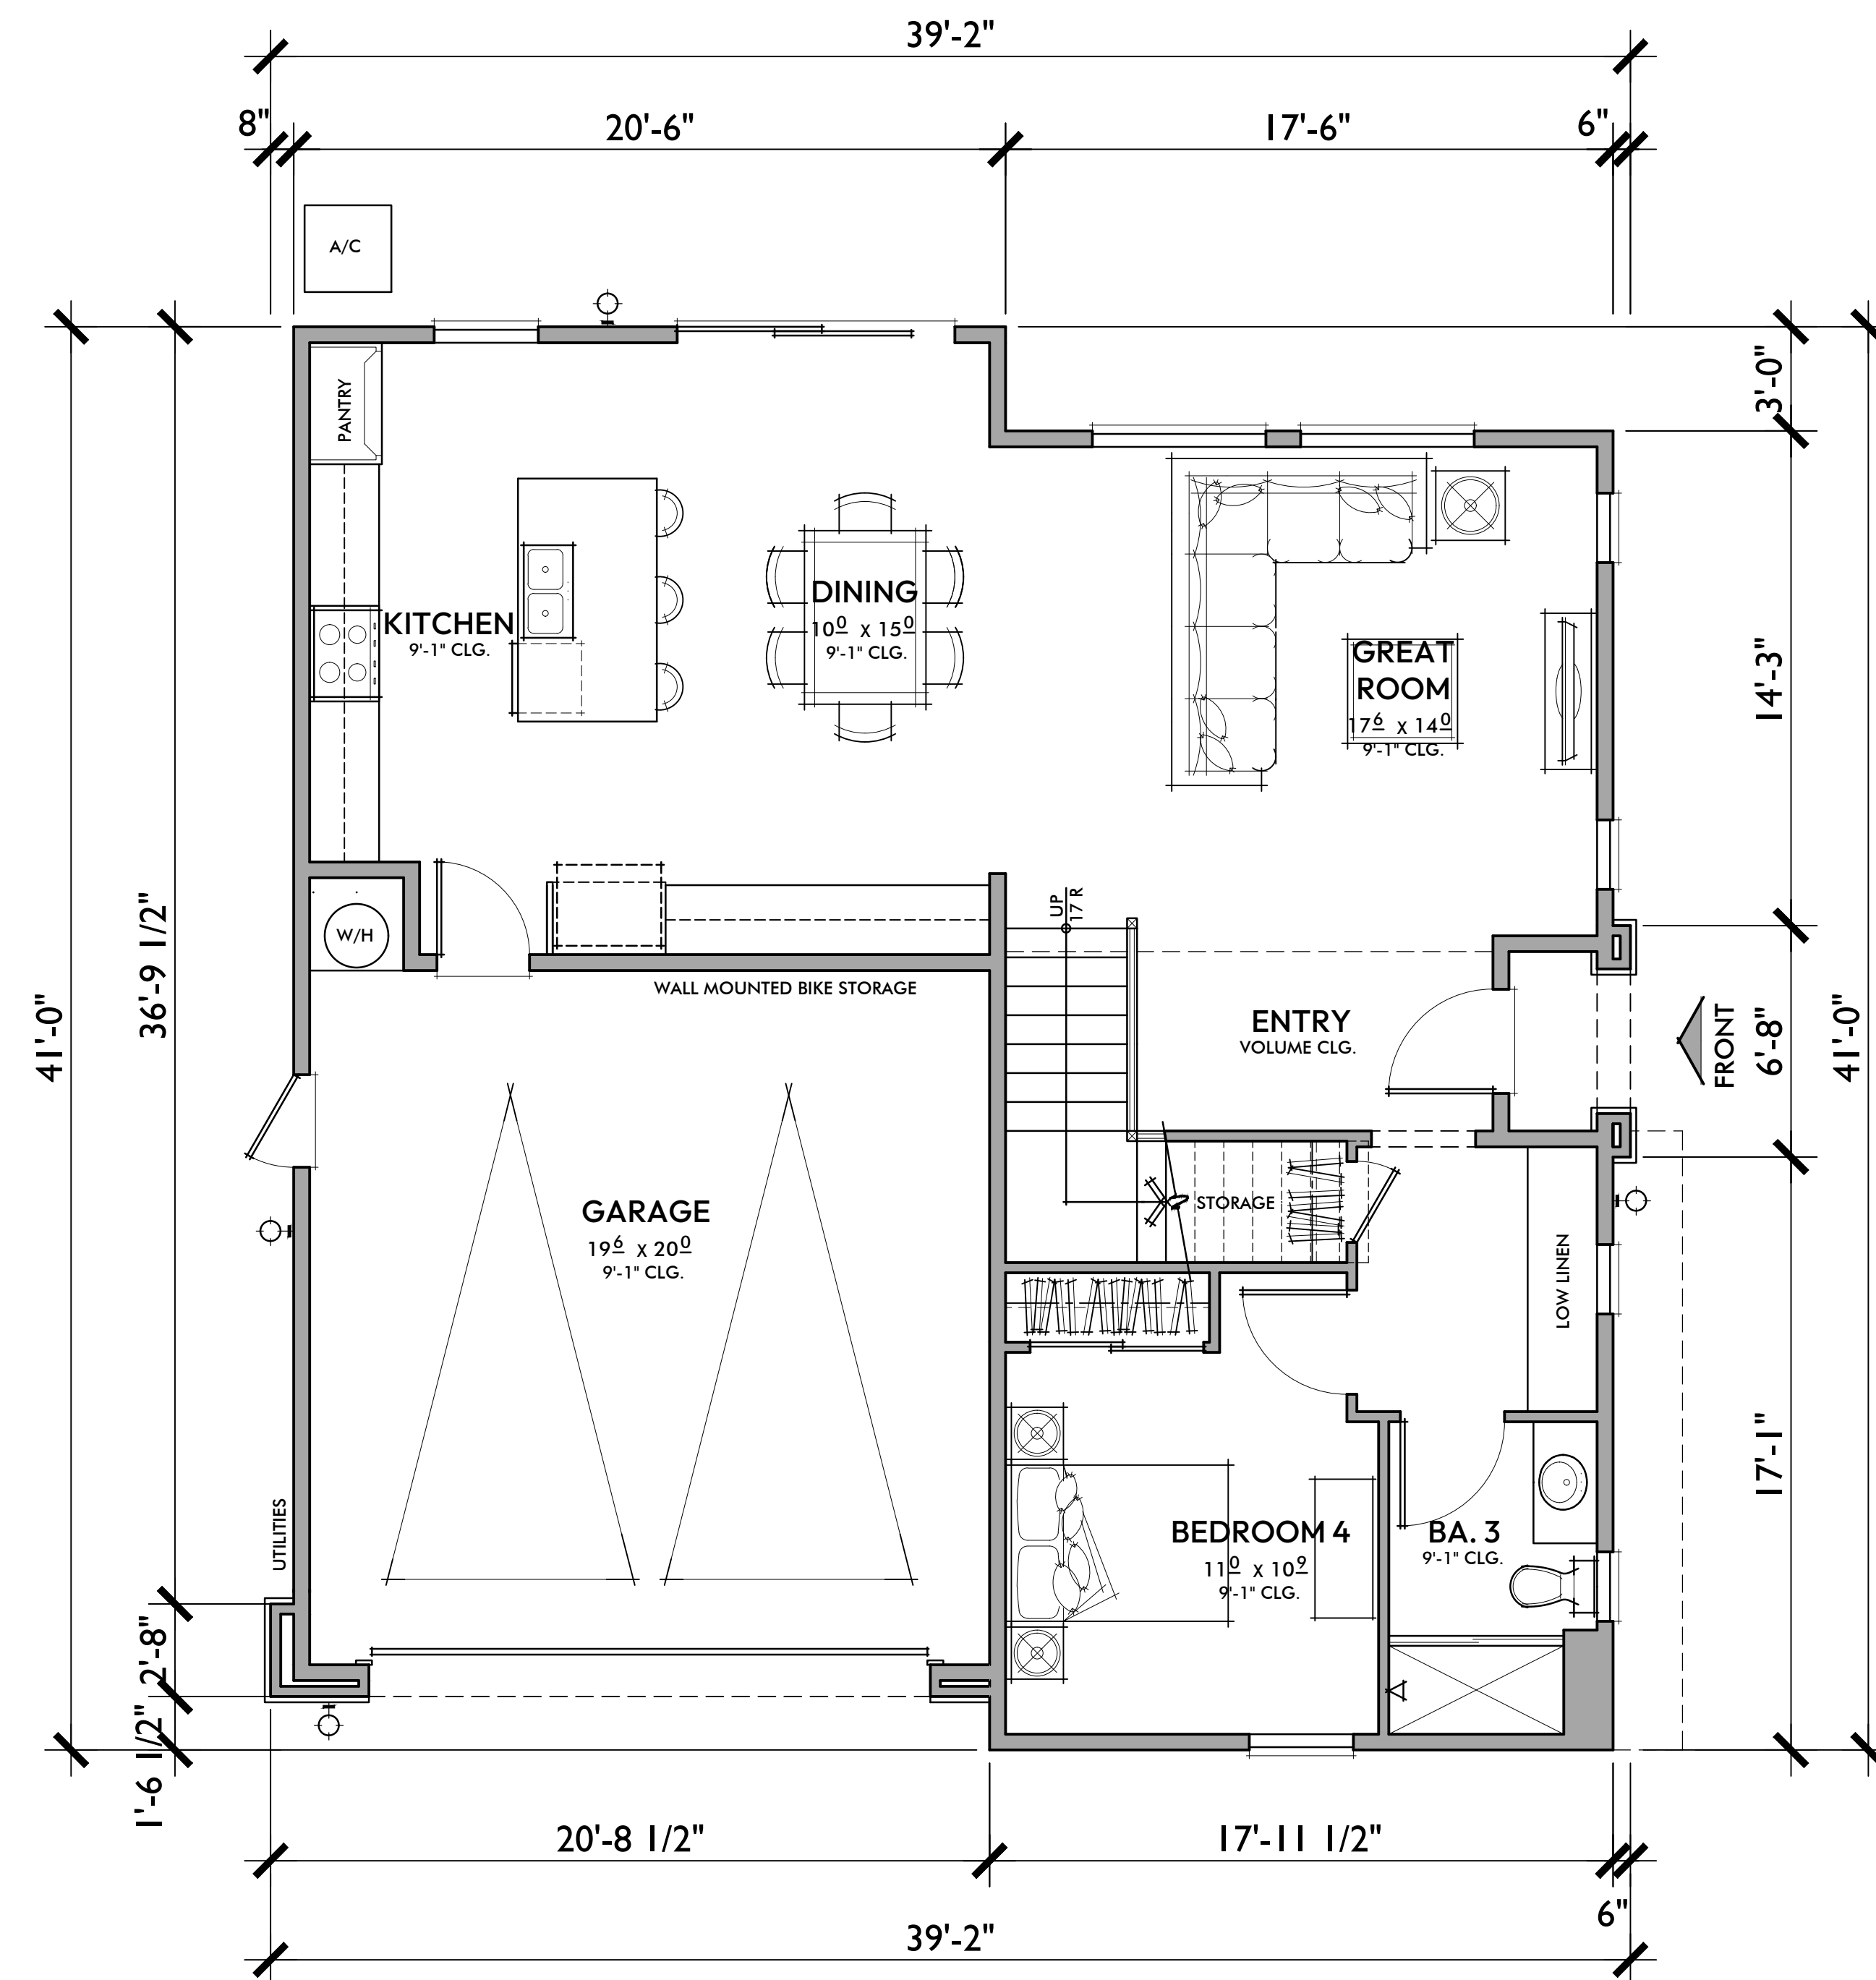 39'-2"
8"
20'-6"
17'-6"
6"
A/C
PANTRY
3'-0"
KITCHEN
9'-1" CLG.
DINING
10⁰ X 15⁰
9'-1" CLG.
GREAT
ROOM
17⁶ X 14⁰
9'-1" CLG.
14'-3"
W/H
UP
17 R
WALL MOUNTED BIKE STORAGE
41'-0"
36'-9 1/2"
ENTRY
VOLUME CLG.
FRONT
6'-8"
41'-0"
GARAGE
19⁶ X 20⁰
9'-1" CLG.
STORAGE
LOW LINEN
UTILITIES
BEDROOM 4
11⁰ X 10⁹
9'-1" CLG.
BA. 3
9'-1" CLG.
17'-1"
2'-8"
1'-6 1/2"
20'-8 1/2"
17'-11 1/2"
6"
39'-2"